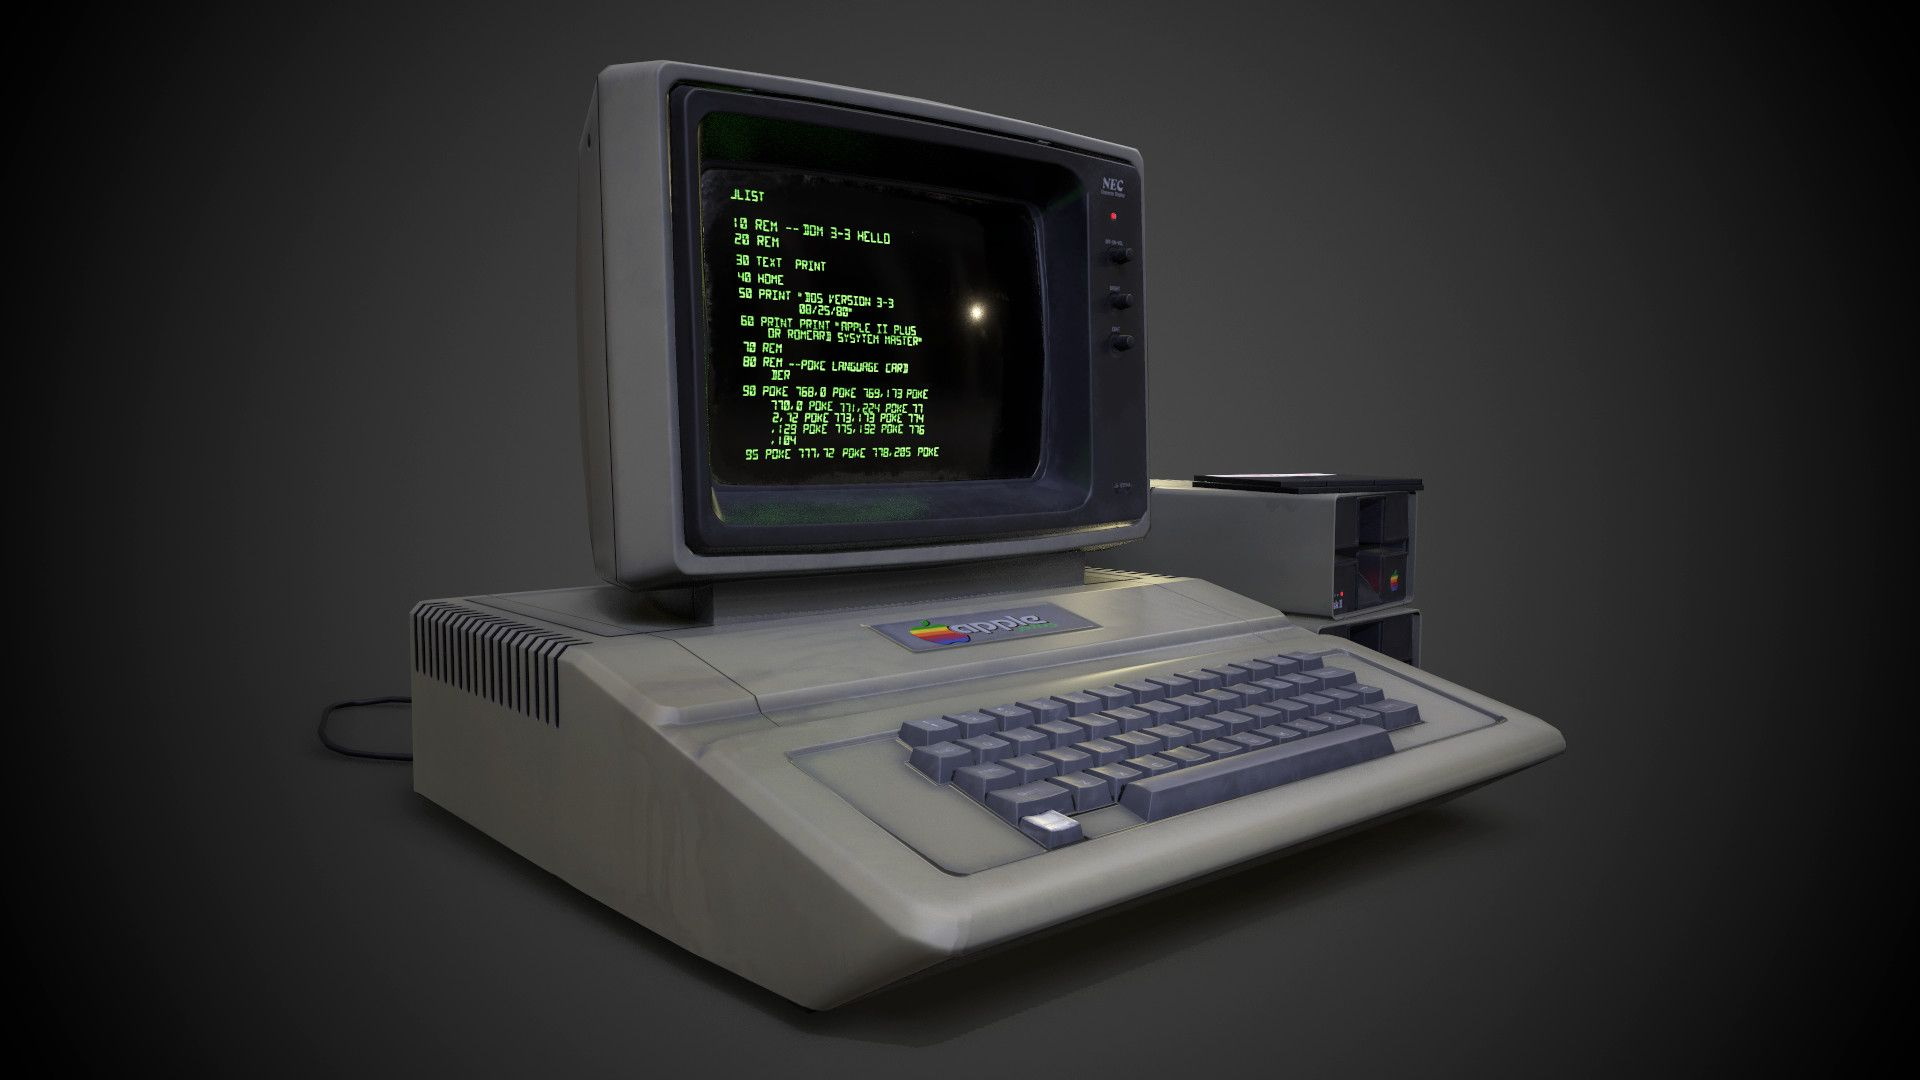 JLIST
10 REM -- DOM 3-3 HELLO
20 REM
30 TEXT PRINT
40 HOME
50 PRINT "DOS VERSION 3-3
08/25/80"
60 PRINT PRINT "APPLE II PLUS
OR ROMCARD SYSYTEM MASTER"
70 REM
80 REM --POKE LANGUAGE CARD
DER
90 POKE 768,0 POKE 769,173 POKE
770,0 POKE 771,224 POKE 77
2,72 POKE 773,173 POKE 774
,129 POKE 775,192 POKE 776
,104
95 POKE 777,72 POKE 778,205 POKE
NEC
apple